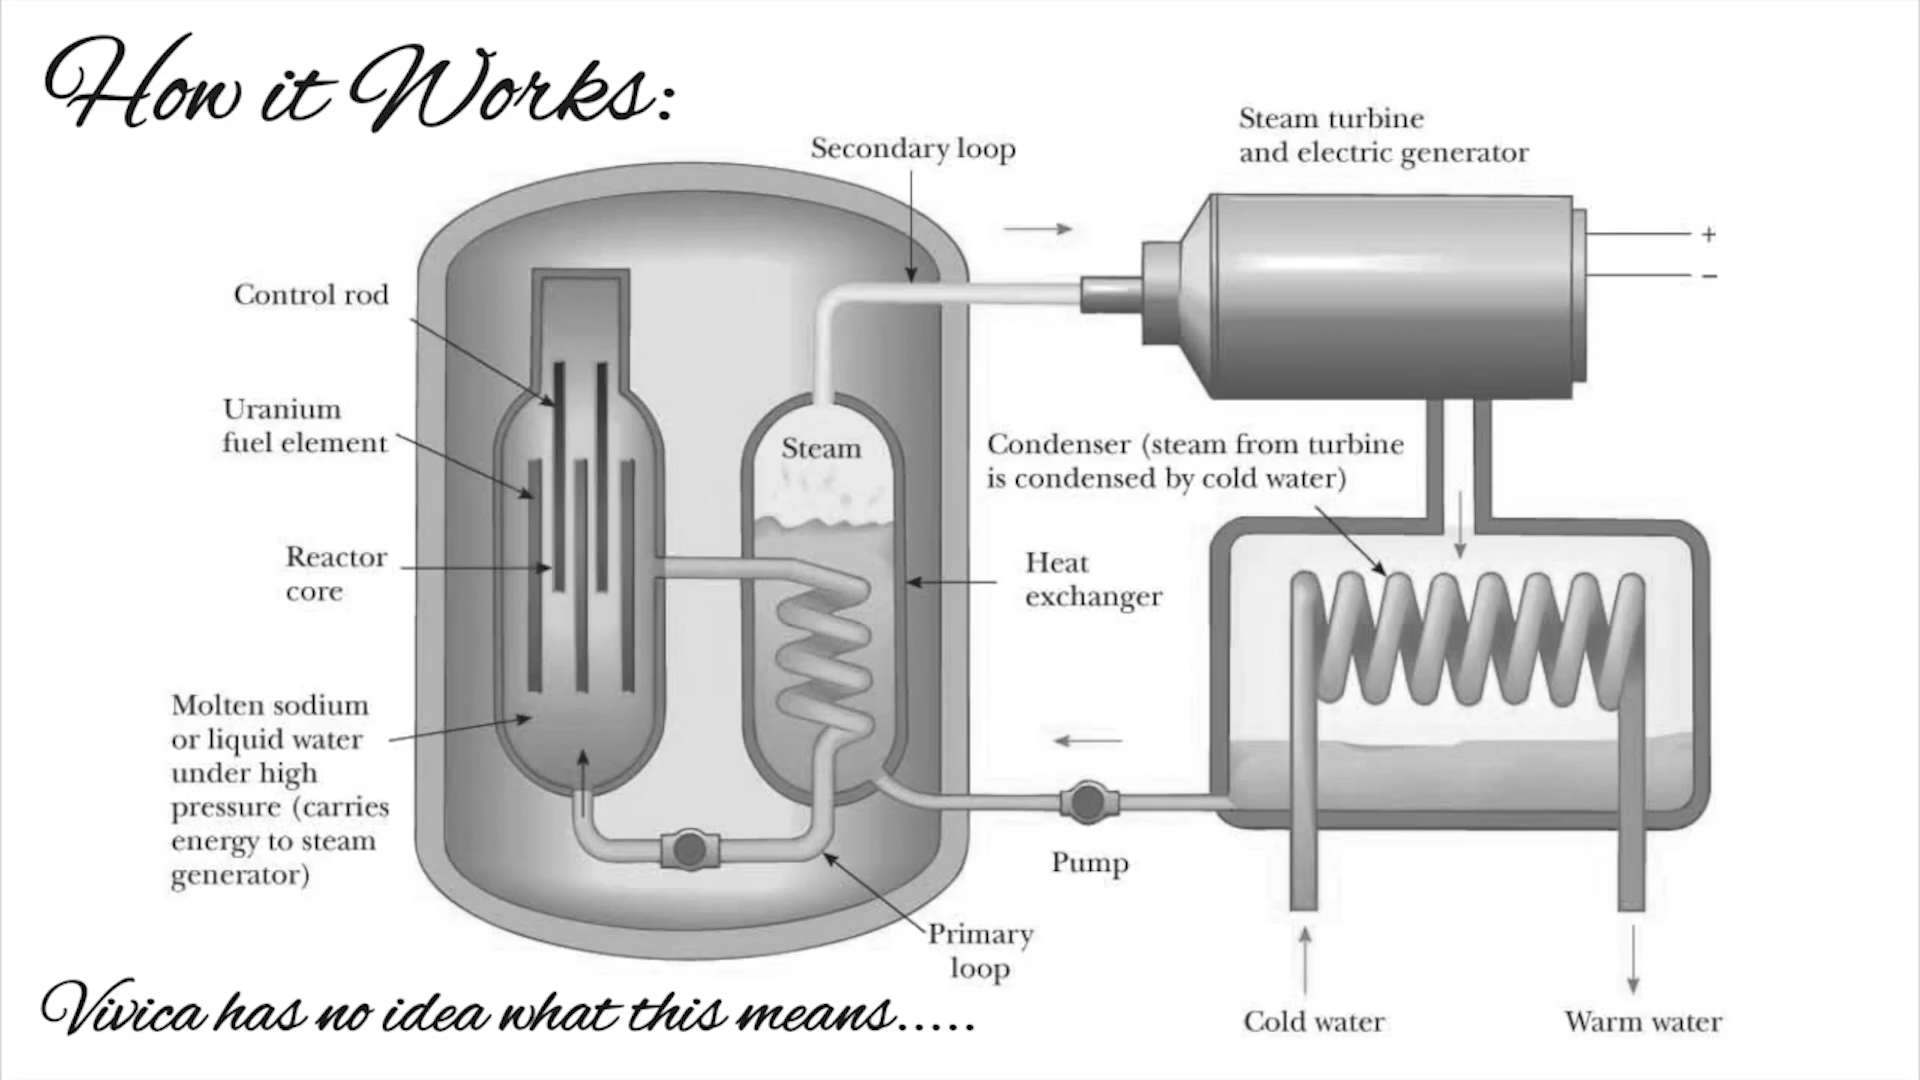 How it Works:
Secondary loop
Steam turbine
and electric generator
+
−
Control rod
Uranium
fuel element
Steam
Condenser (steam from turbine
is condensed by cold water)
Reactor
core
Heat
exchanger
Molten sodium
or liquid water
under high
pressure (carries
energy to steam
generator)
Pump
Primary
loop
Cold water
Warm water
Vivica has no idea what this means.....